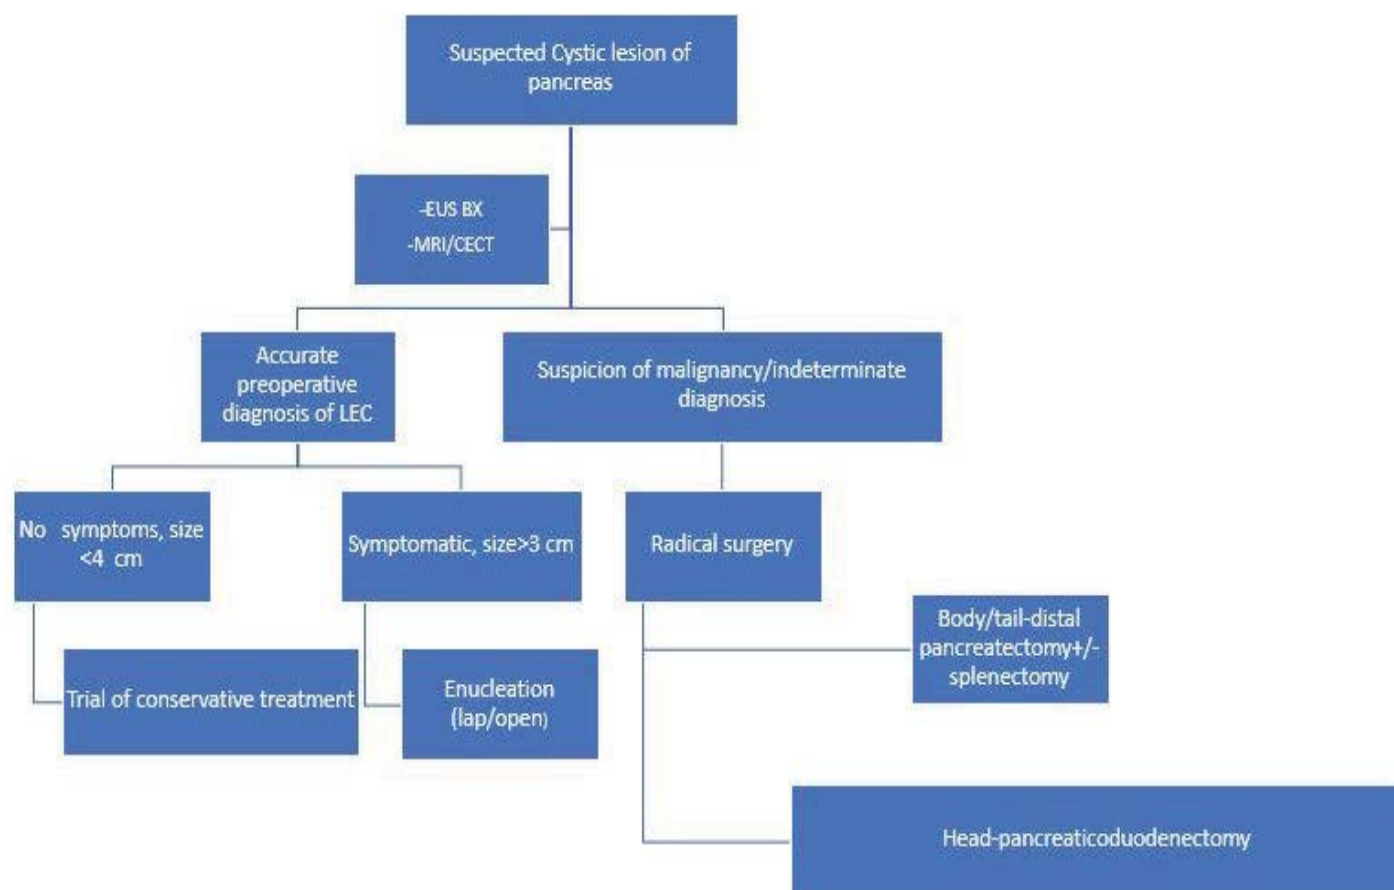 Suspected Cystic lesion of
pancreas
-EUS BX
-MRI/CECT
Accurate
preoperative
diagnosis of LEC
Suspicion of malignancy/indeterminate
diagnosis
No symptoms, size
<4 cm
Symptomatic, size>3 cm
Radical surgery
Body/tail-distal
pancreatectomy+/-
splenectomy
Trial of conservative treatment
Enucleation
(lap/open)
Head-pancreaticoduodenectomy